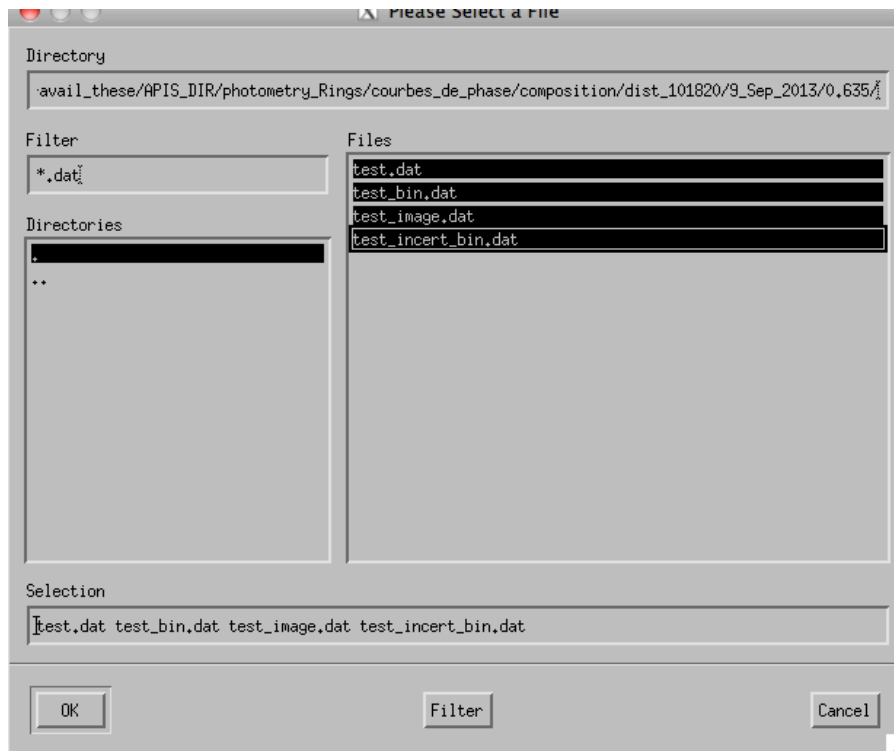 Please Select a File
Directory
avail_these/APIS_DIR/photometry_Rings/courbes_de_phase/composition/dist_101820/9_Sep_2013/0.635/
Filter
Files
*.dat
test.dat
test_bin.dat
test_image.dat
test_incert_bin.dat
Directories
.
..
Selection
test.dat test_bin.dat test_image.dat test_incert_bin.dat
OK
Filter
Cancel